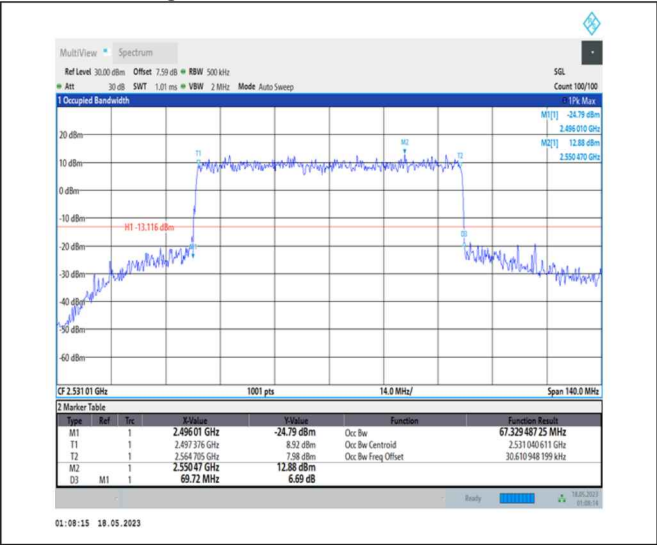 MultiView Spectrum
Ref Level 30.00 dBm Offset 7.59 dB RBW 500 kHz SGL
Att 30 dB SWT 1.01 ms VBW 2 MHz Mode Auto Sweep Count 100/100
1 Occupied Bandwidth 1Pk Max
M1[1] -24.79 dBm
2.496 010 GHz
M2[1] 12.88 dBm
2.550 470 GHz
20 dBm
M2
T1 T2
10 dBm
0 dBm
-10 dBm
H1 -13.116 dBm
D3
-20 dBm
-30 dBm
-40 dBm
-50 dBm
-60 dBm
CF 2.531 01 GHz 1001 pts 14.0 MHz/ Span 140.0 MHz
2 Marker Table
Type Ref Trc X-Value Y-Value Function Function Result
M1 1 2.496 01 GHz -24.79 dBm Occ Bw 67.329 487 25 MHz
T1 1 2.497 376 GHz 8.92 dBm Occ Bw Centroid 2.531 040 611 GHz
T2 1 2.564 705 GHz 7.98 dBm Occ Bw Freq Offset 30.610 948 199 kHz
M2 1 2.550 47 GHz 12.88 dBm
D3 M1 1 69.72 MHz 6.69 dB
Ready 18.05.2023
01:08:14
01:08:15 18.05.2023